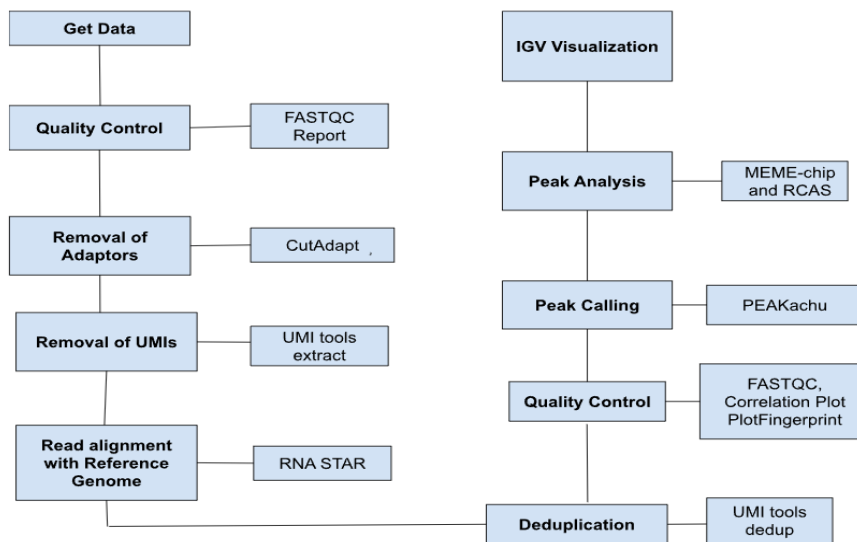 Get Data
Quality Control
FASTQC
Report
Removal of
Adaptors
CutAdapt ,
Removal of UMIs
UMI tools
extract
Read alignment
with Reference
Genome
RNA STAR
IGV Visualization
Peak Analysis
MEME-chip
and RCAS
Peak Calling
PEAKachu
Quality Control
FASTQC,
Correlation Plot
PlotFingerprint
Deduplication
UMI tools
dedup